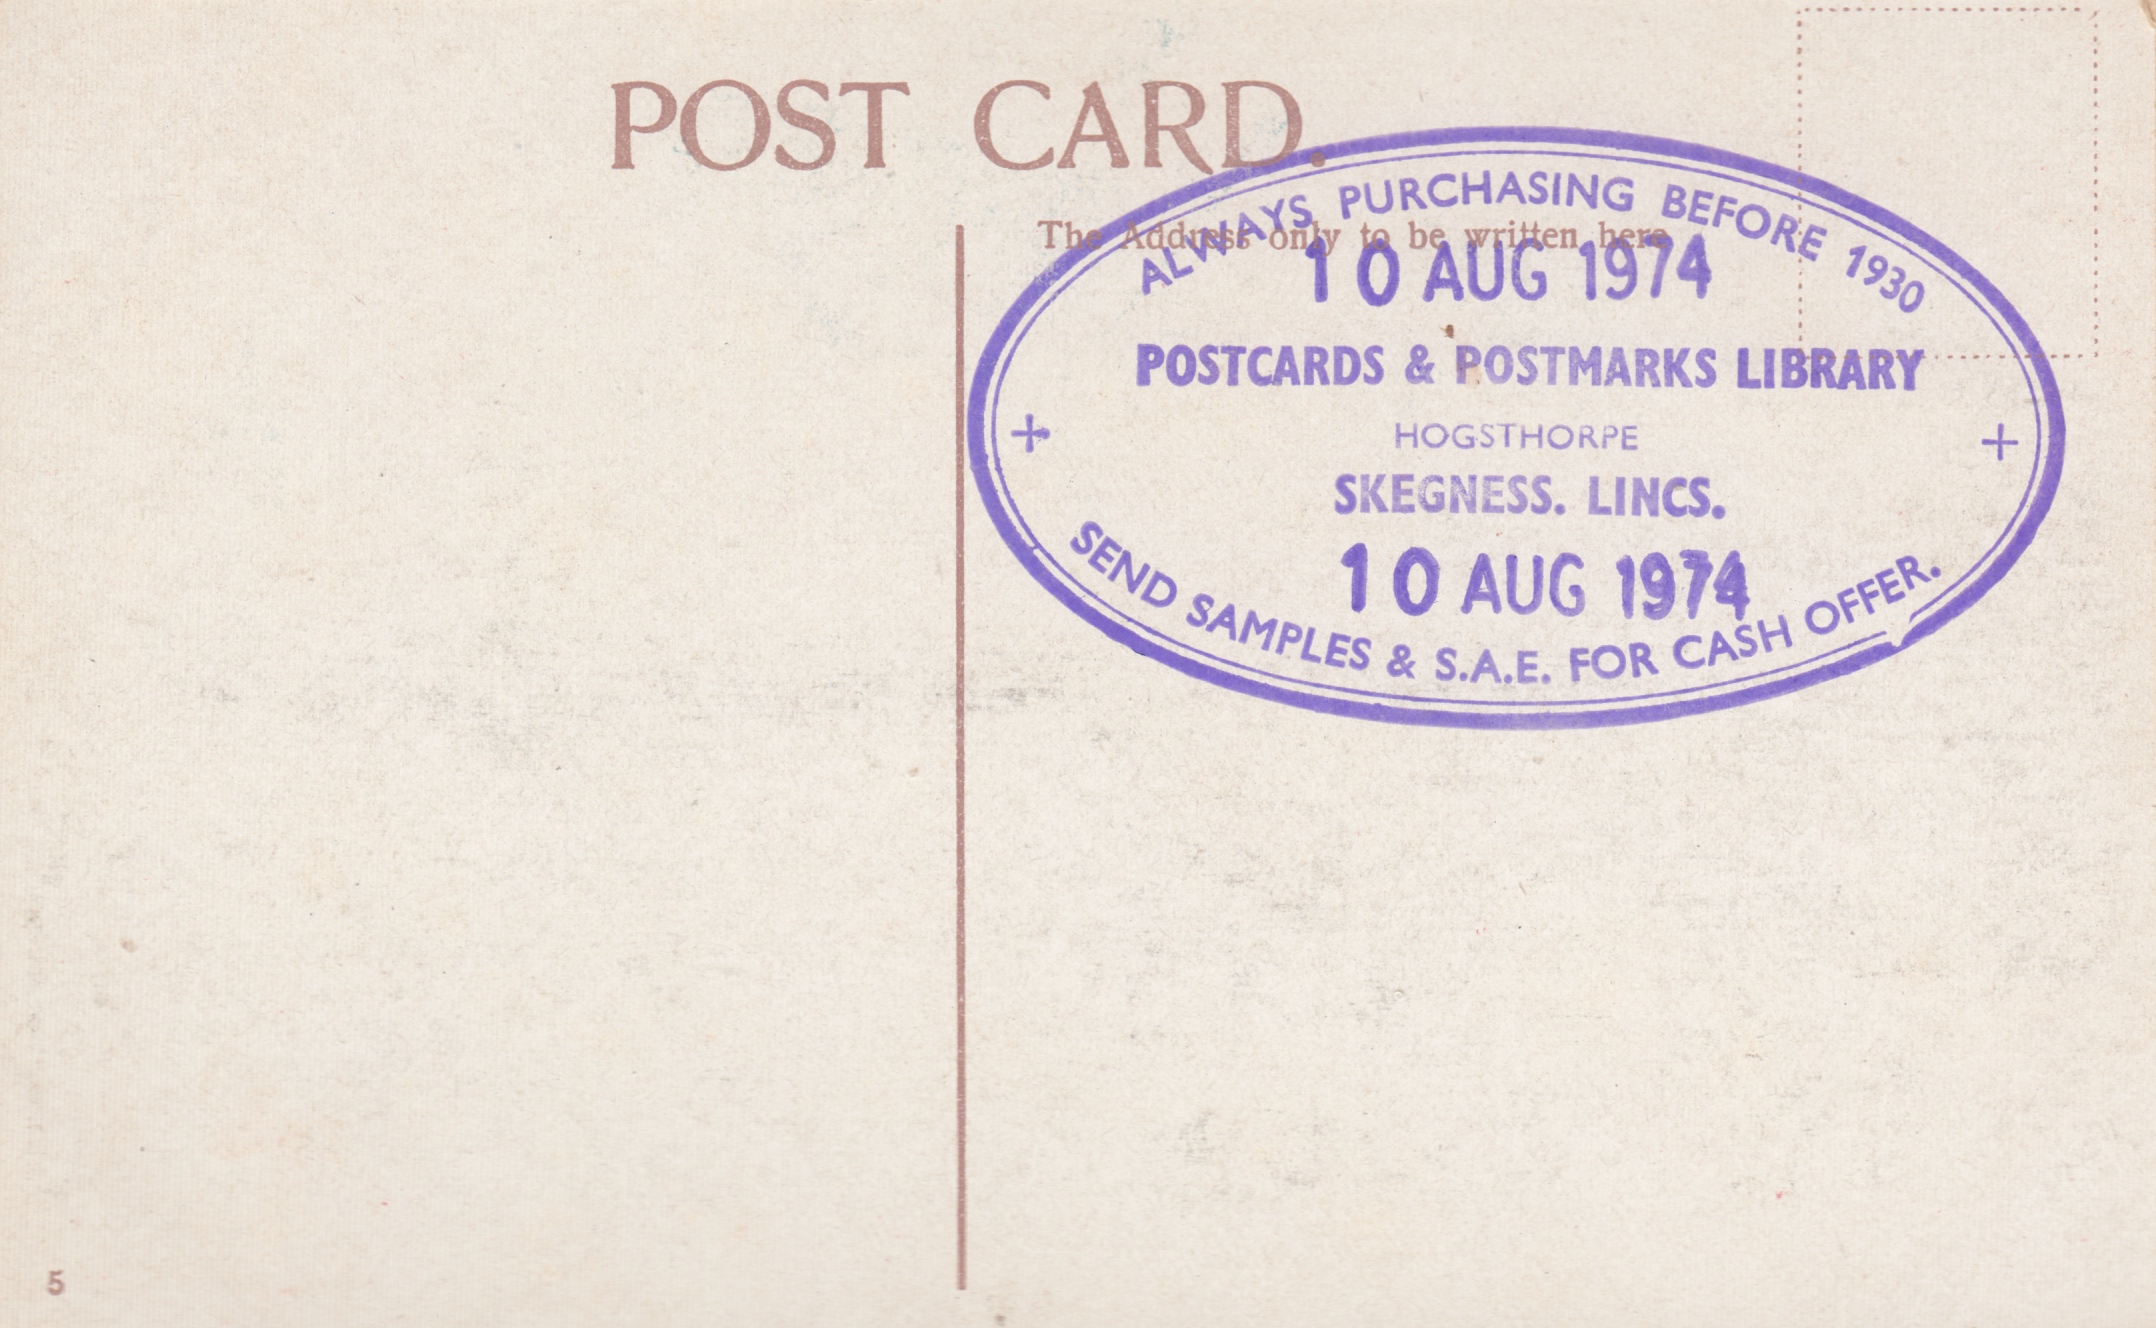 POST CARD.
The Address only to be written here
ALWAYS PURCHASING BEFORE 1930
10 AUG 1974
POSTCARDS & POSTMARKS LIBRARY
HOGSTHORPE
SKEGNESS. LINCS.
10 AUG 1974
SEND SAMPLES & S.A.E. FOR CASH OFFER.
5